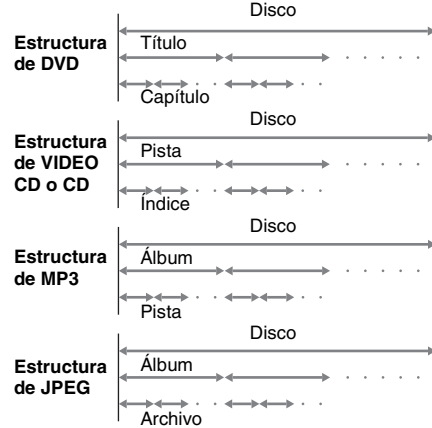 Disco
Estructura
de DVD
Título
Capítulo
Disco
Estructura
de VIDEO
CD o CD
Pista
Índice
Disco
Estructura
de MP3
Álbum
Pista
Disco
Estructura
de JPEG
Álbum
Archivo